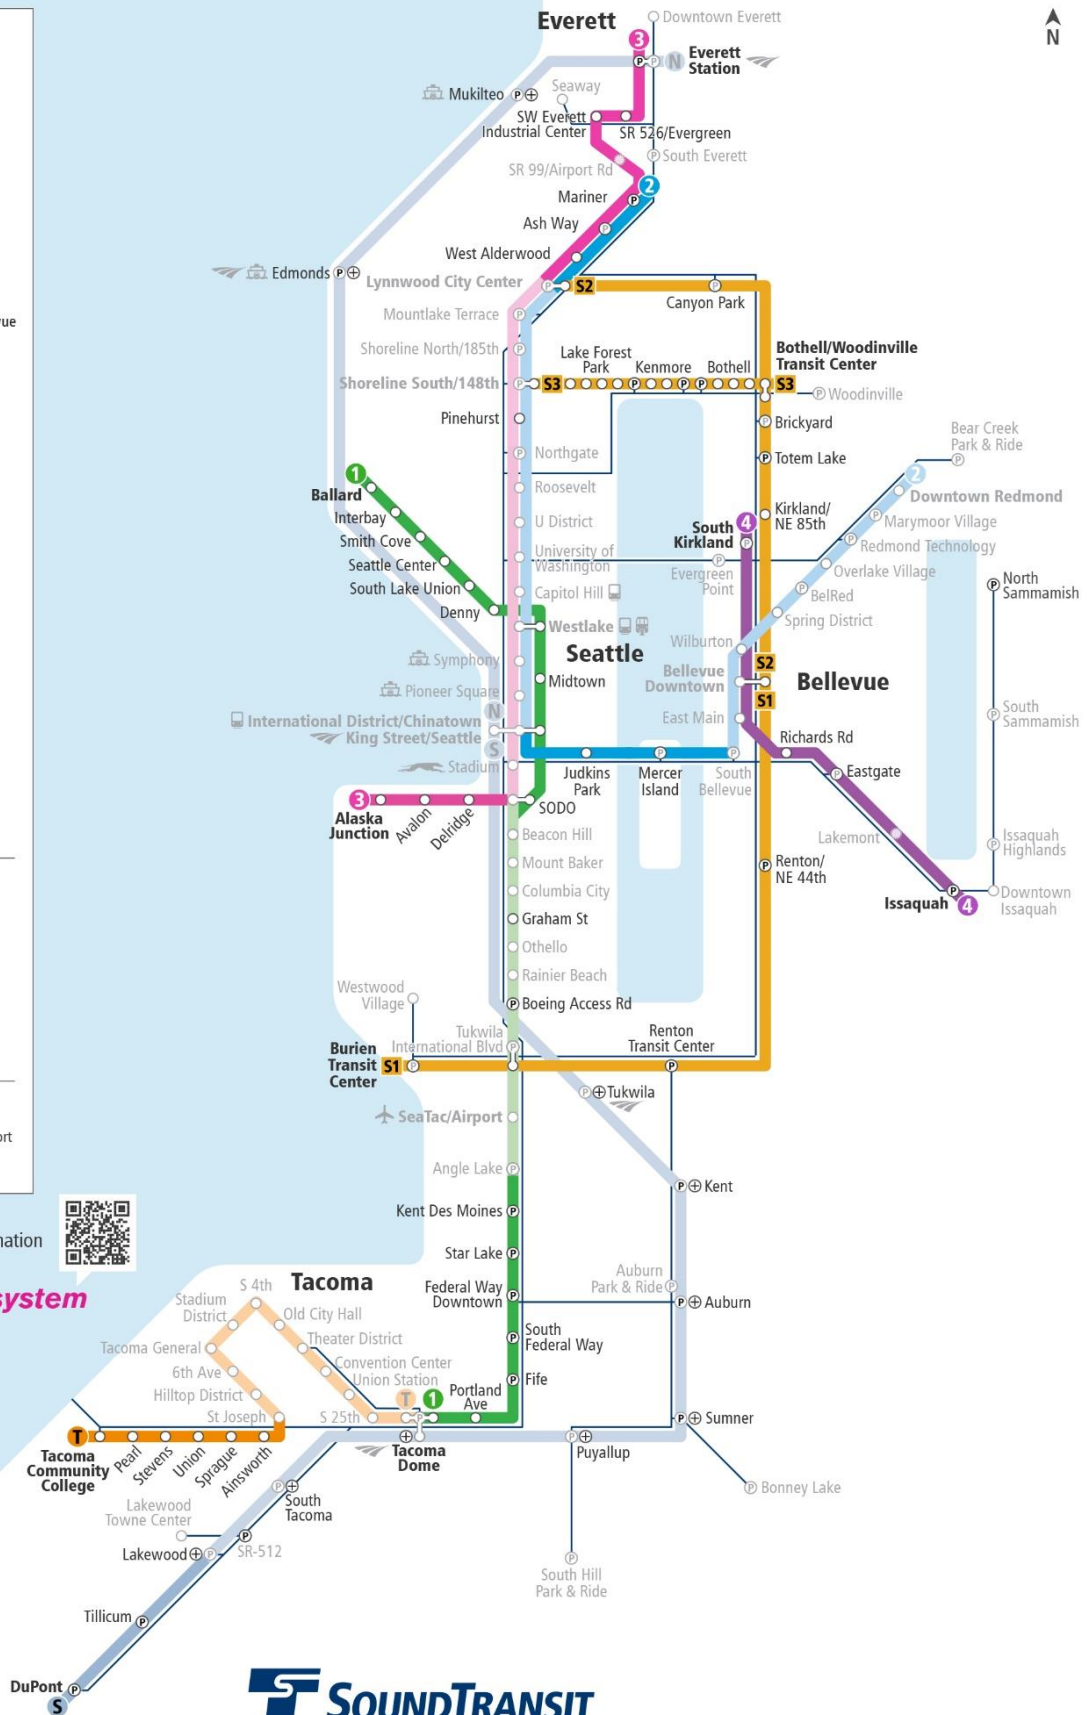 Everett
Downtown Everett
N
3
N
Everett
Station
Mukilteo
Seaway
SW Everett
Industrial Center
SR 526/Evergreen
South Everett
SR 99/Airport Rd
2
Mariner
Ash Way
West Alderwood
Edmonds
Lynnwood City Center
S2
Canyon Park
Mountlake Terrace
ue
Shoreline North/185th
Lake Forest
Park
Kenmore
Bothell
Bothell/Woodinville
Transit Center
Shoreline South/148th
S3
S3
Woodinville
Pinehurst
Brickyard
Bear Creek
Park & Ride
Northgate
Totem Lake
1
2
Ballard
Roosevelt
Downtown Redmond
Interbay
Kirkland/
NE 85th
Marymoor Village
U District
4
South
Kirkland
Smith Cove
Redmond Technology
University of
Washington
Seattle Center
Evergreen
Point
Overlake Village
South Lake Union
Capitol Hill
BelRed
North
Sammamish
Denny
Spring District
Westlake
Wilburton
Seattle
Symphony
S2
Bellevue
Downtown
Bellevue
Midtown
Pioneer Square
S1
N
East Main
South
Sammamish
International District/Chinatown
King Street/Seattle
Richards Rd
S
Stadium
Judkins
Park
Mercer
Island
South
Bellevue
Eastgate
3
Alaska
Junction
Avalon
Delridge
SODO
Beacon Hill
Lakemont
Issaquah
Highlands
Mount Baker
Renton/
NE 44th
Columbia City
Issaquah
4
Downtown
Issaquah
Graham St
Othello
Rainier Beach
Westwood
Village
Boeing Access Rd
Tukwila
International Blvd
Renton
Transit Center
Burien
Transit
Center
S1
Tukwila
SeaTac/Airport
ort
Angle Lake
Kent
Kent Des Moines
nation
Star Lake
system
Tacoma
S 4th
Auburn
Park & Ride
Federal Way
Downtown
Auburn
Stadium
District
Old City Hall
Theater District
South
Federal Way
Tacoma General
Convention Center
6th Ave
Union Station
Fife
Hilltop District
T
1
Portland
Ave
St Joseph
S 25th
Sumner
T
Tacoma
Community
College
Pearl
Stevens
Union
Sprague
Ainsworth
Tacoma
Dome
Puyallup
Bonney Lake
South
Tacoma
Lakewood
Towne Center
Lakewood
SR-512
South Hill
Park & Ride
Tillicum
DuPont
S
SOUNDTRANSIT